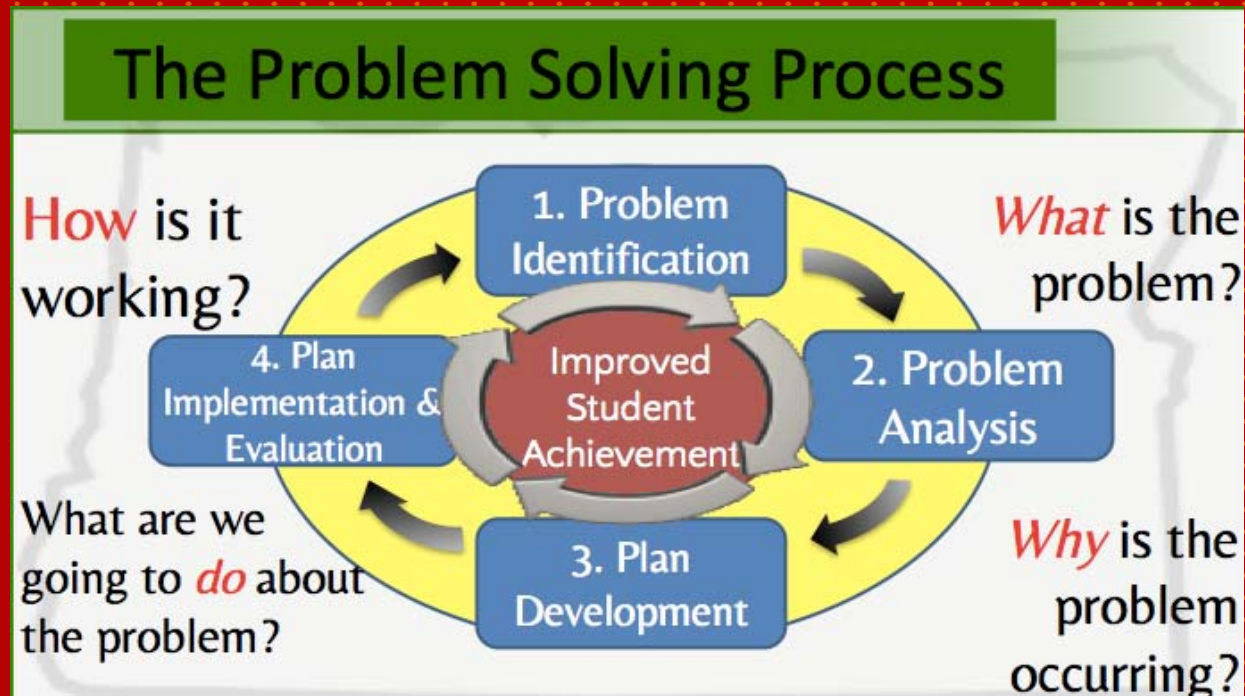 The Problem Solving Process
How is it
working?
1. Problem
Identification
What is the
problem?
4. Plan
Implementation &
Evaluation
Improved
Student
Achievement
2. Problem
Analysis
What are we
going to do about
the problem?
3. Plan
Development
Why is the
problem
occurring?